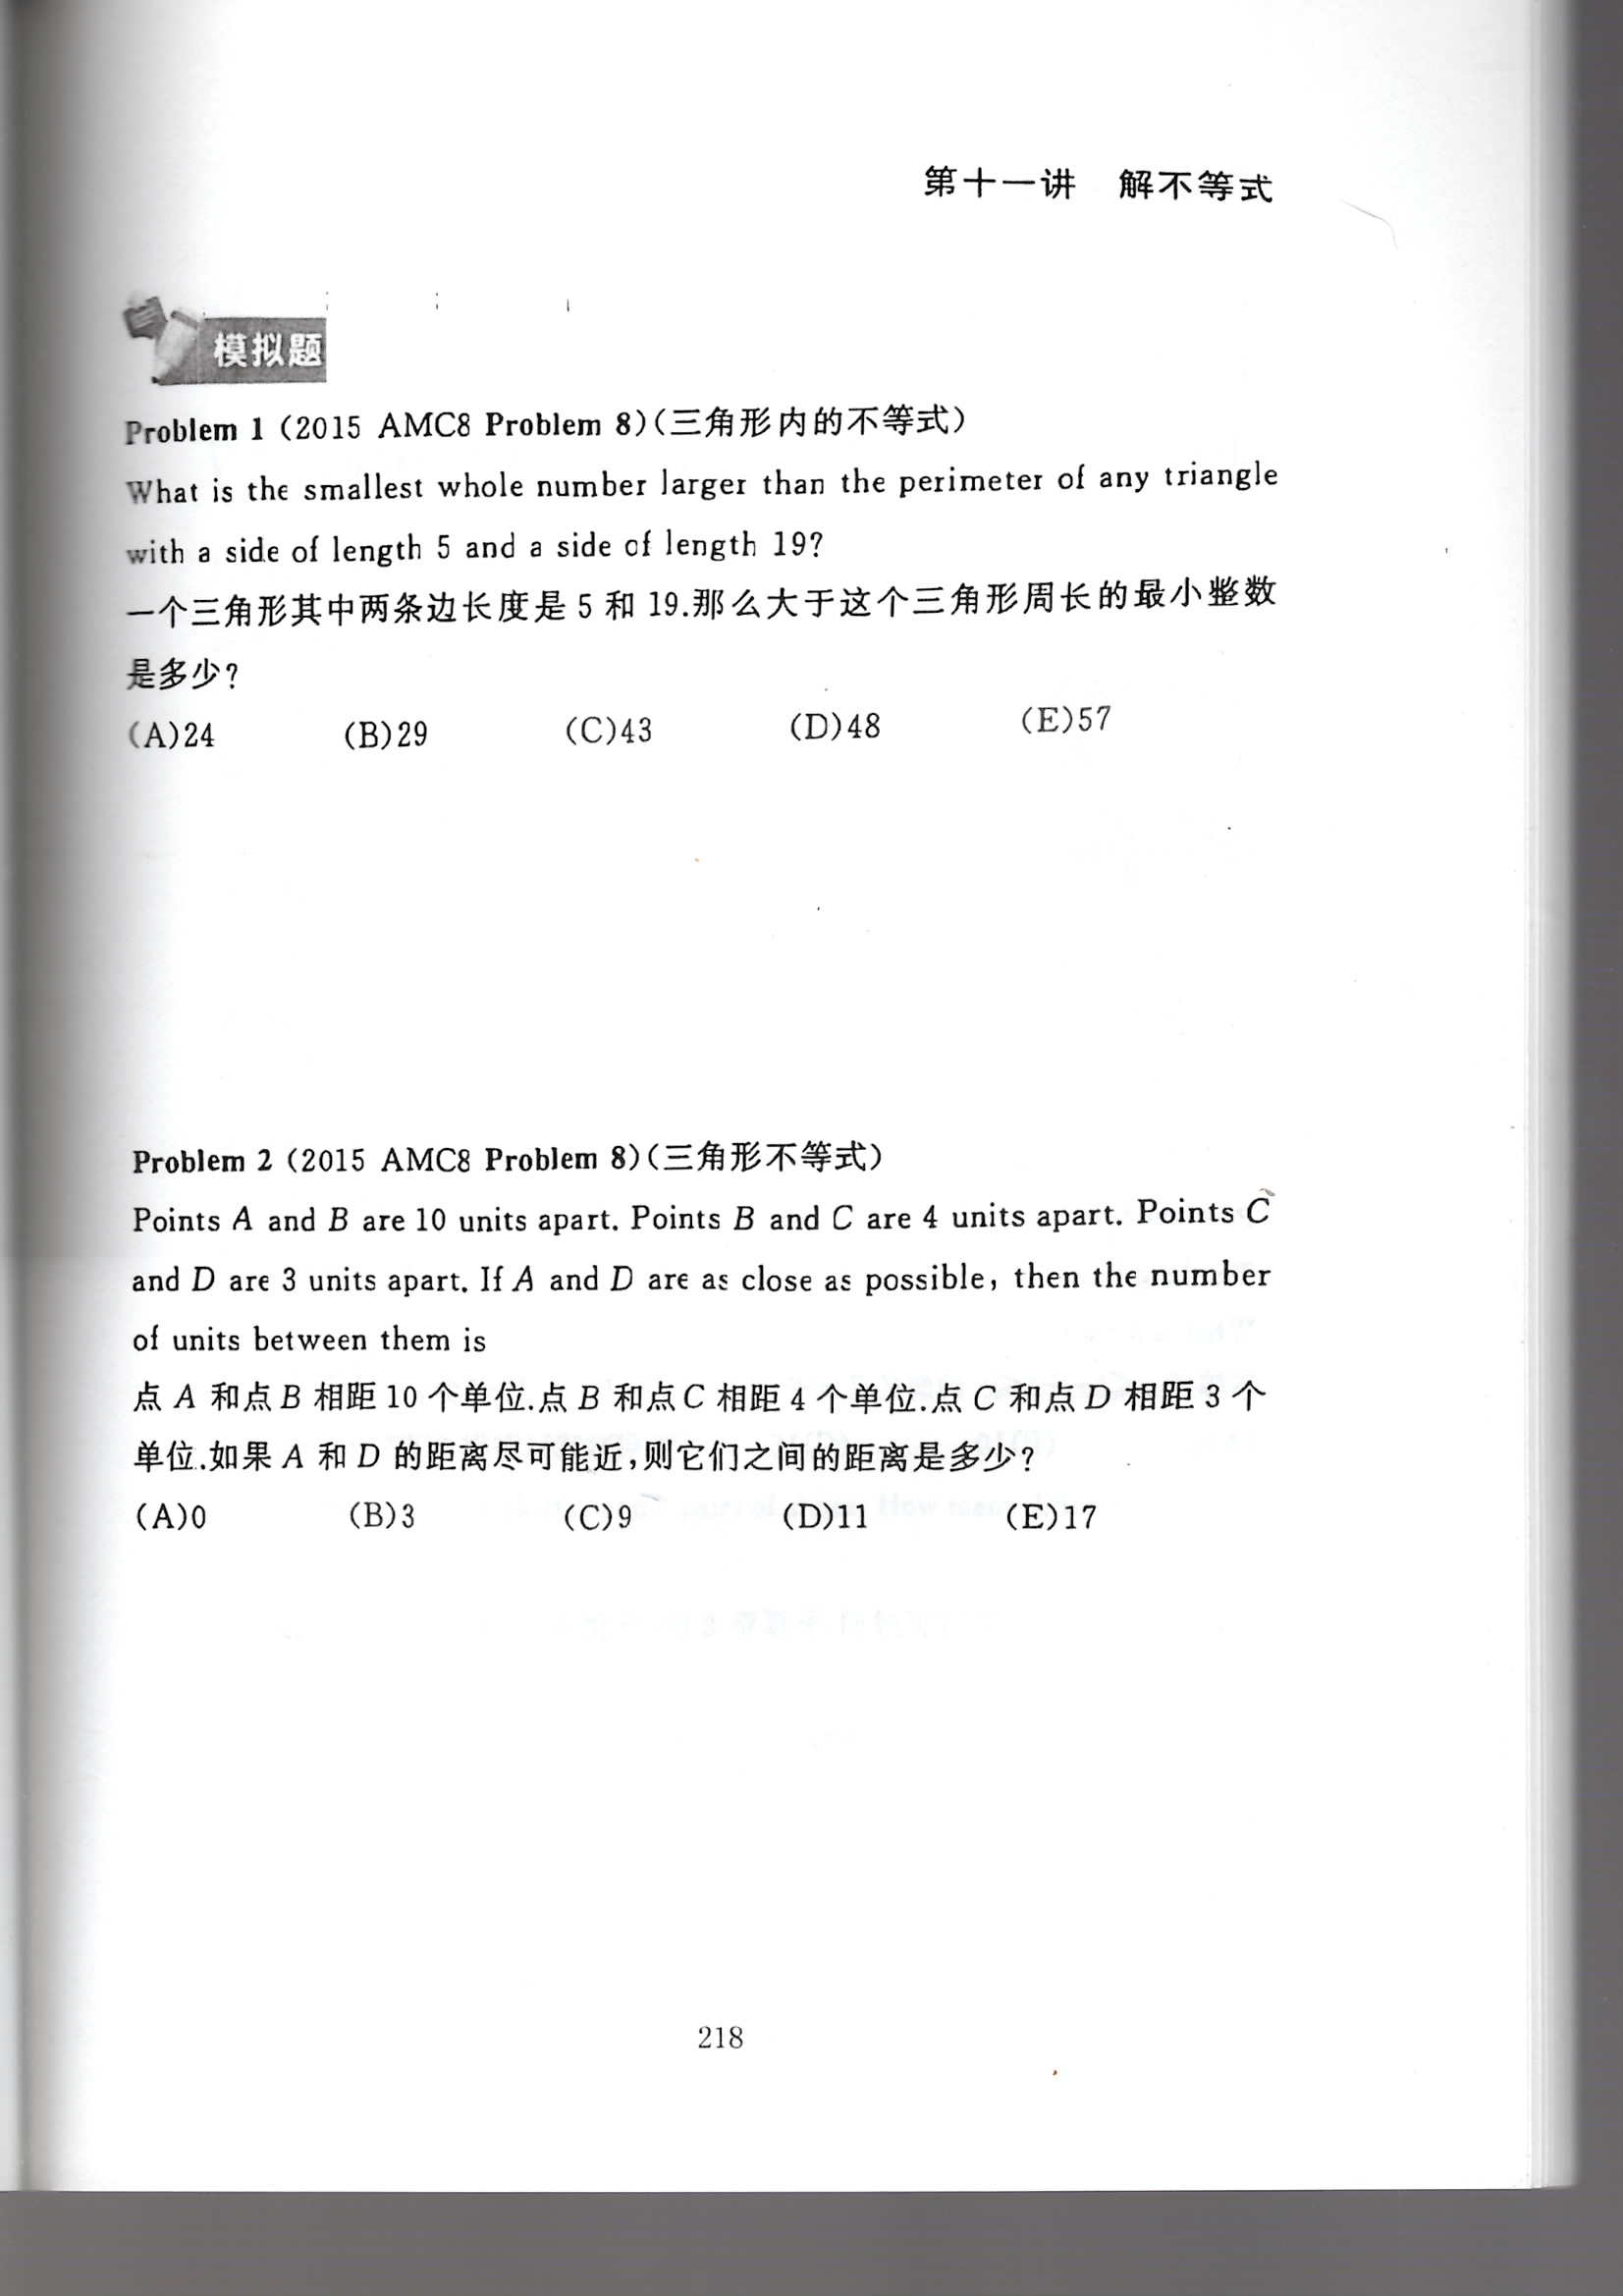 第十一讲 解不等式
模拟题
Problem 1 (2015 AMC8 Problem 8)(三角形内的不等式)
What is the smallest whole number larger than the perimeter of any triangle
with a side of length 5 and a side of length 19?
一个三角形其中两条边长度是 5 和 19.那么大于这个三角形周长的最小整数
是多少?
(A)24 (B)29 (C)43 (D)48 (E)57
Problem 2 (2015 AMC8 Problem 8)(三角形不等式)
Points A and B are 10 units apart. Points B and C are 4 units apart. Points C
and D are 3 units apart. If A and D are as close as possible, then the number
of units between them is
点 A 和点 B 相距 10 个单位.点 B 和点 C 相距 4 个单位.点 C 和点 D 相距 3 个
单位.如果 A 和 D 的距离尽可能近,则它们之间的距离是多少?
(A)0 (B)3 (C)9 (D)11 (E)17
218